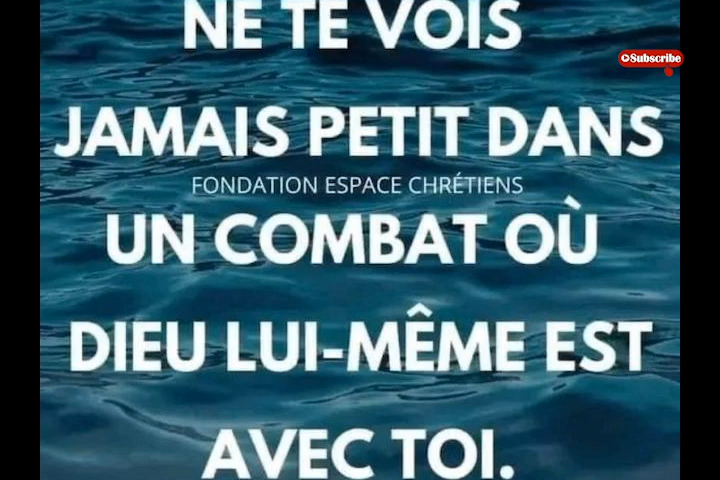 NE TE VOIS
Subscribe
JAMAIS PETIT DANS
FONDATION ESPACE CHRÉTIENS
UN COMBAT OÙ
DIEU LUI-MÊME EST
AVEC TOI.